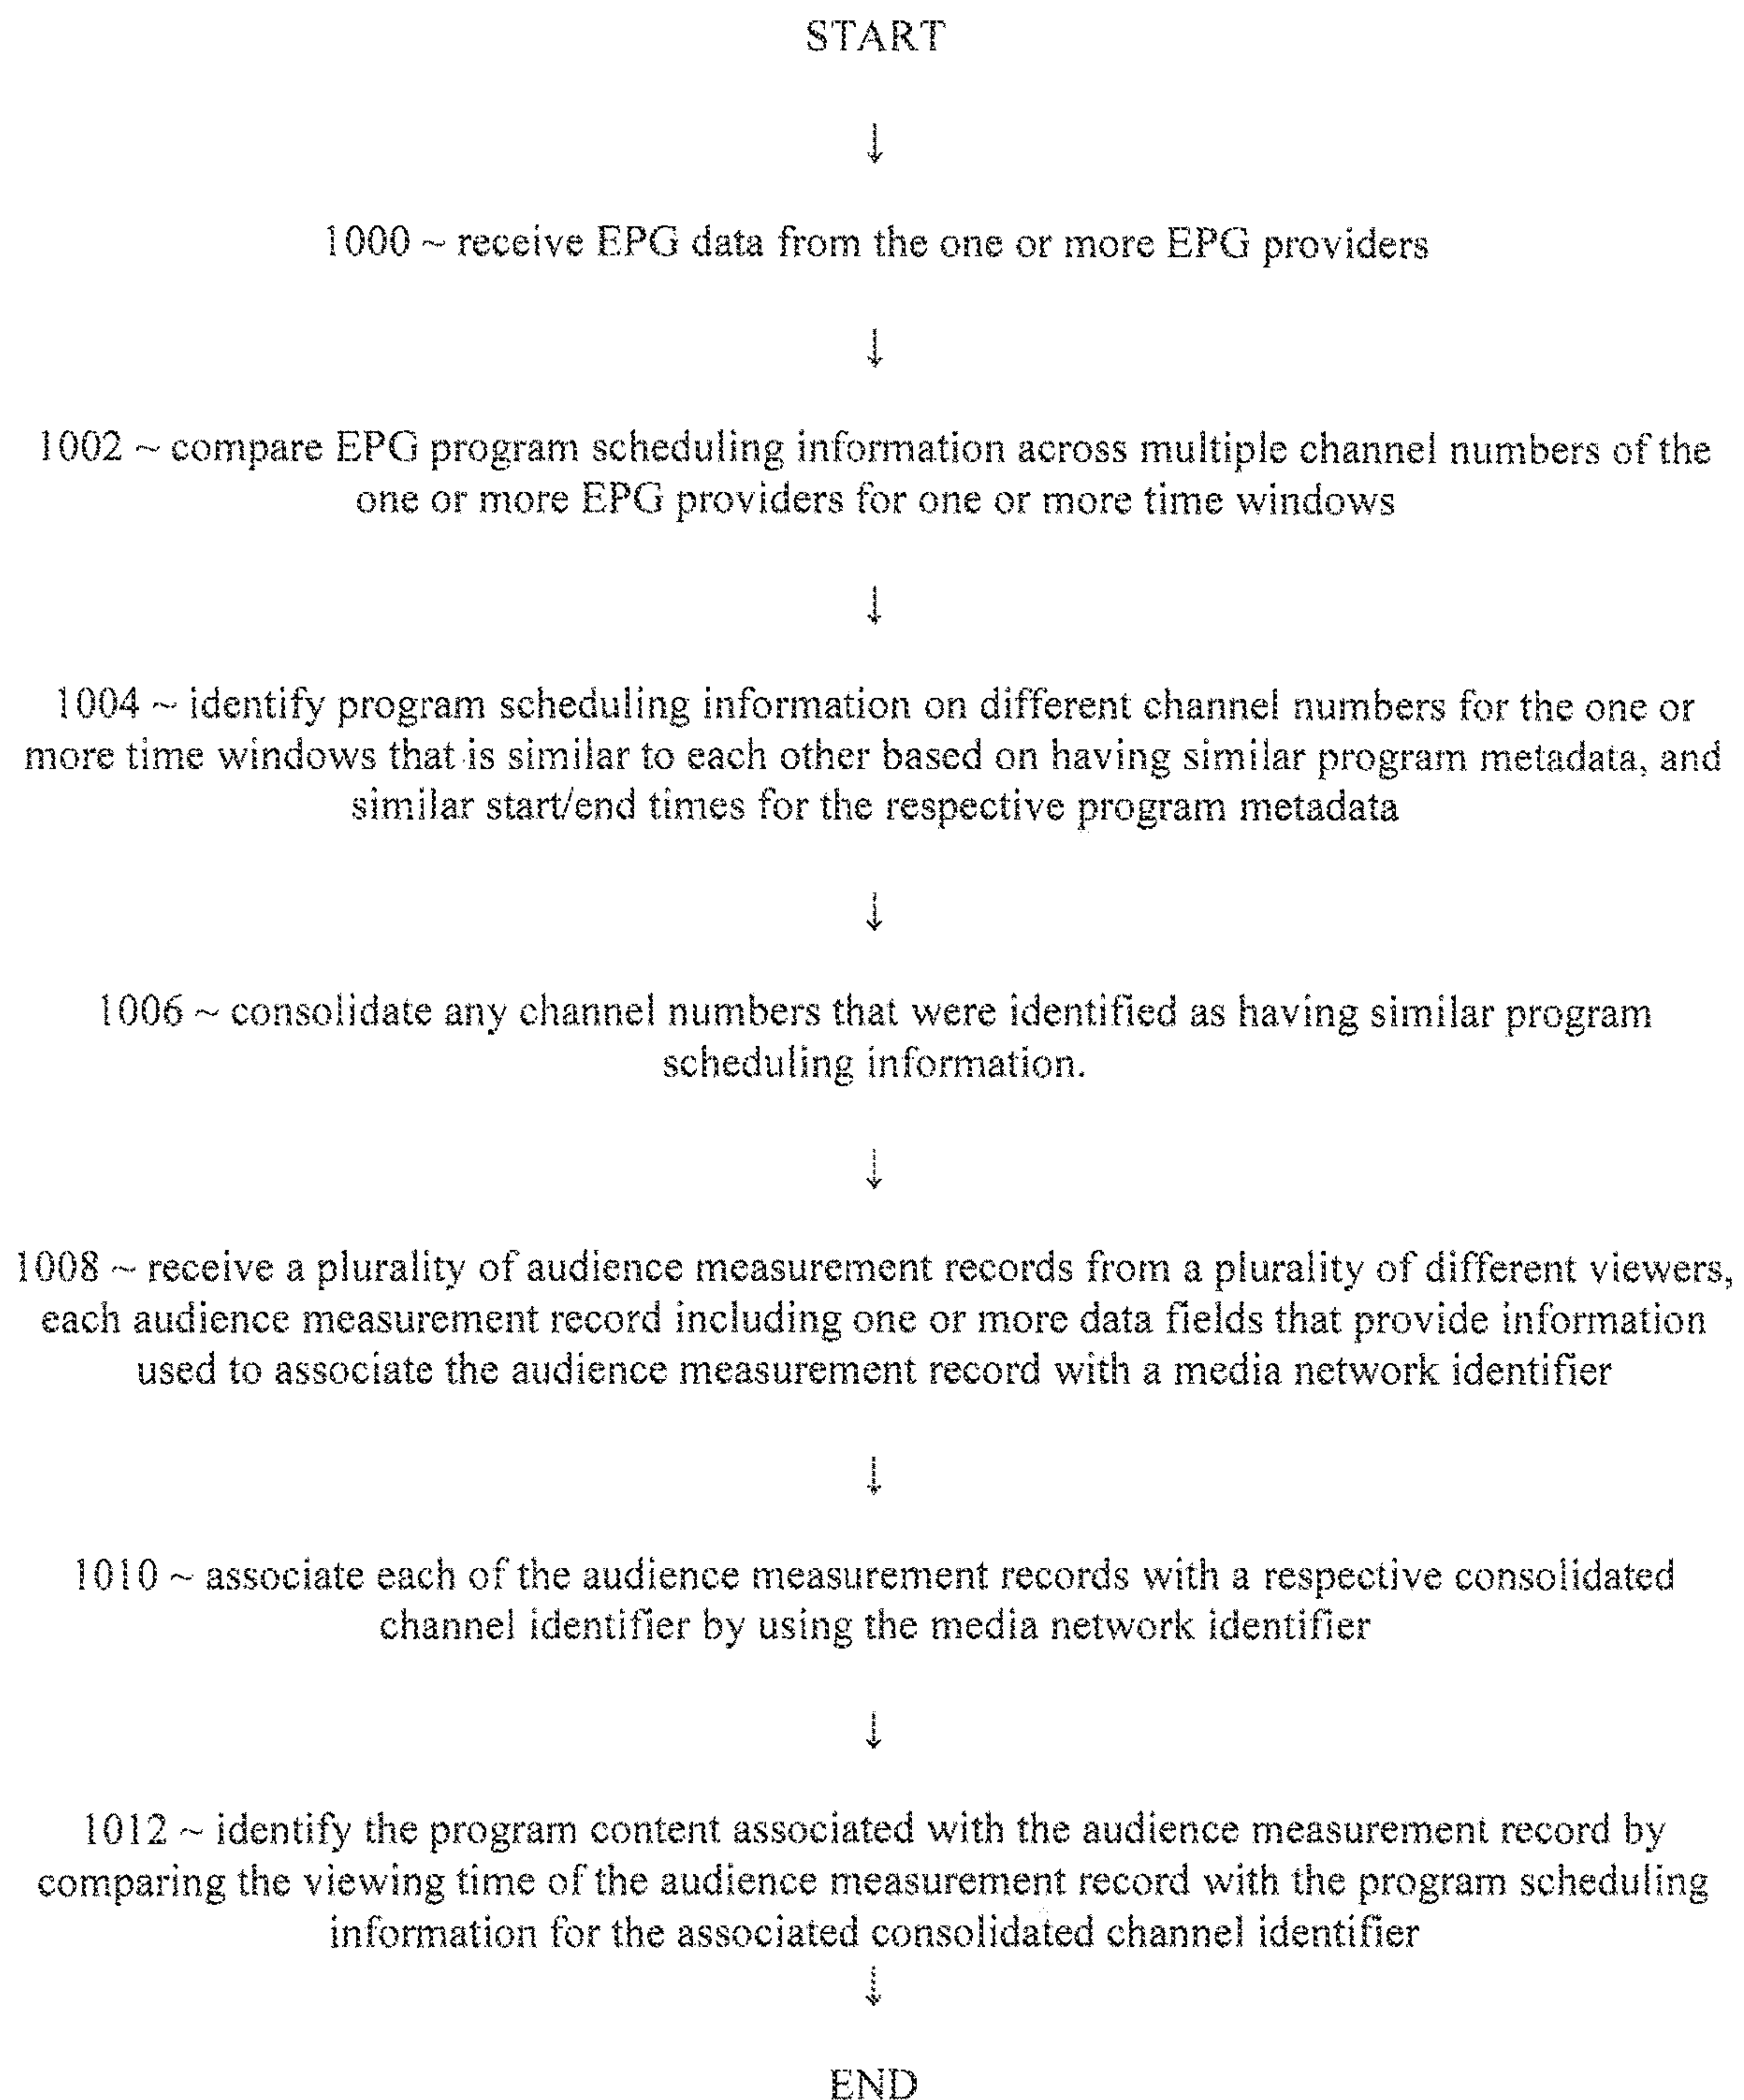 START
↓
1000 ~ receive EPG data from the one or more EPG providers
↓
1002 ~ compare EPG program scheduling information across multiple channel numbers of the
one or more EPG providers for one or more time windows
↓
1004 ~ identify program scheduling information on different channel numbers for the one or
more time windows that is similar to each other based on having similar program metadata, and
similar start/end times for the respective program metadata
↓
1006 ~ consolidate any channel numbers that were identified as having similar program
scheduling information.
↓
1008 ~ receive a plurality of audience measurement records from a plurality of different viewers,
each audience measurement record including one or more data fields that provide information
used to associate the audience measurement record with a media network identifier
↓
1010 ~ associate each of the audience measurement records with a respective consolidated
channel identifier by using the media network identifier
↓
1012 ~ identify the program content associated with the audience measurement record by
comparing the viewing time of the audience measurement record with the program scheduling
information for the associated consolidated channel identifier
↓
END